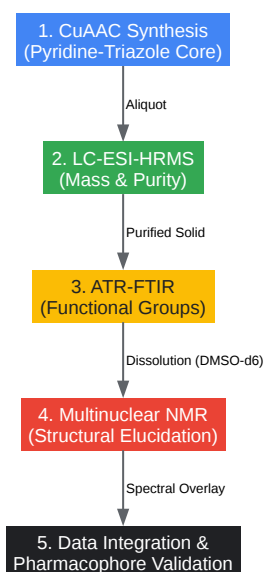 1. CuAAC Synthesis
(Pyridine-Triazole Core)
Aliquot
2. LC-ESI-HRMS
(Mass & Purity)
Purified Solid
3. ATR-FTIR
(Functional Groups)
Dissolution (DMSO-d6)
4. Multinuclear NMR
(Structural Elucidation)
Spectral Overlay
5. Data Integration &
Pharmacophore Validation